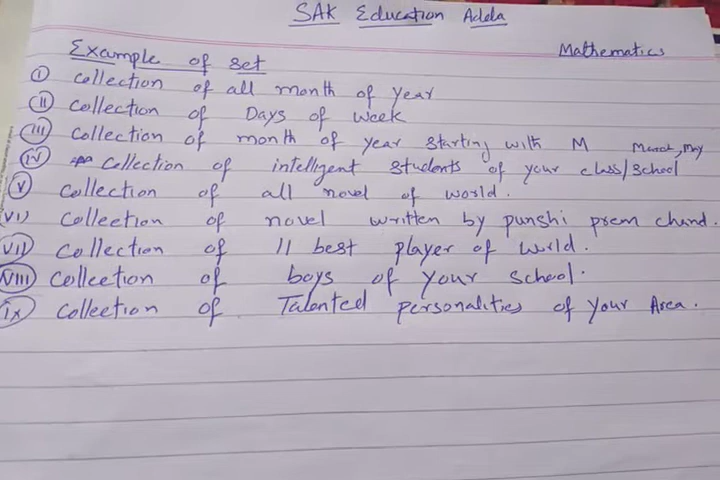 SAK Education Adda
Mathematics
Example of set
(i) Collection of all month of year
(ii) Collection of Days of week
(iii) Collection of month of year starting with M March, May
(iv) Collection of intelligent students of your class/school
(v) Collection of all novel of world.
(vi) Collection of novel written by punshi prem chand.
(vii) Collection of 11 best player of world.
(viii) Collection of boys of your school.
(ix) Collection of Talented personalities of your Area.